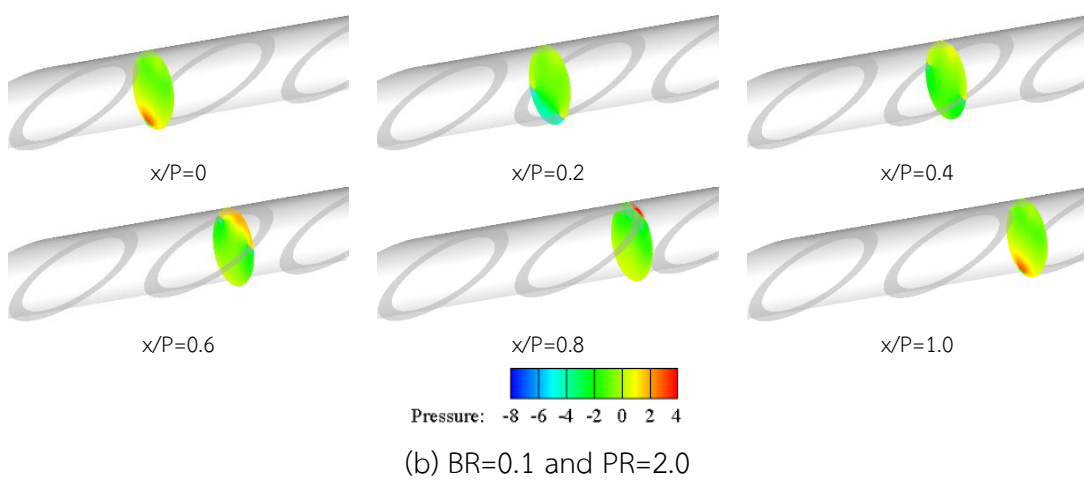 x/P=0
x/P=0.2
x/P=0.4
x/P=0.6
x/P=0.8
x/P=1.0
Pressure: -8 -6 -4 -2 0 2 4
(b) BR=0.1 and PR=2.0